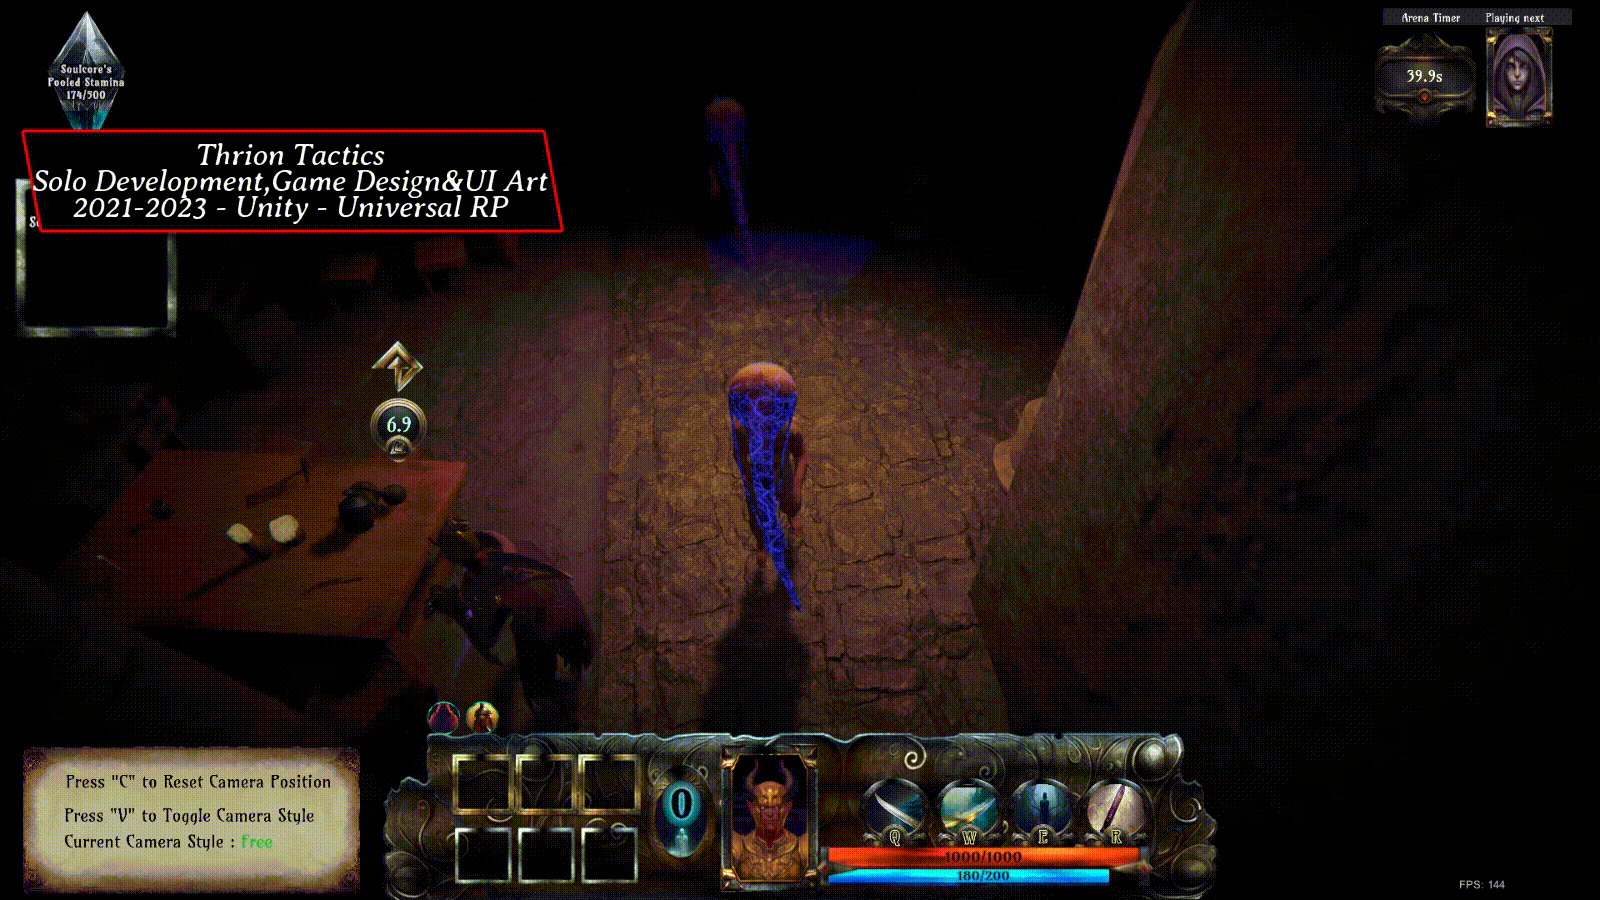 Soulcore's
Pooled Stamina
174/500
Arena Timer
Playing next
39.9s
Thrion Tactics
Solo Development,Game Design&UI Art
2021-2023 - Unity - Universal RP
6.9
Press "C" to Reset Camera Position
Press "V" to Toggle Camera Style
Current Camera Style : Free
0
Q
W
E
R
1000/1000
180/200
FPS: 144